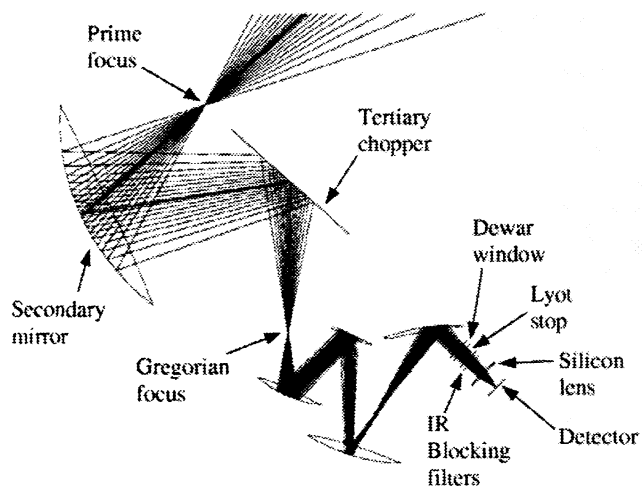 Prime
focus
Tertiary
chopper
Dewar
window
Lyot
stop
Secondary
mirror
Gregorian
focus
Silicon
lens
IR
Blocking
filters
Detector